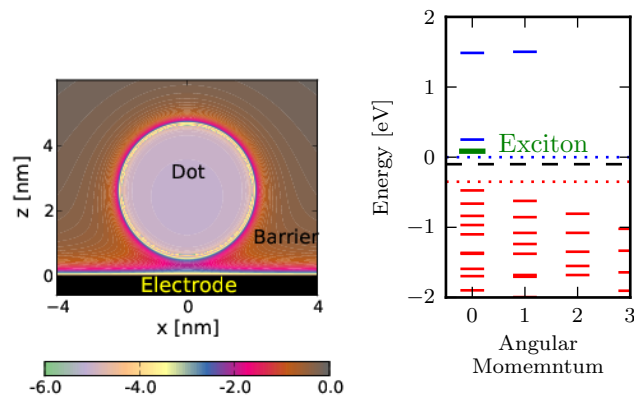 z [nm]
4
2
0
Dot
Barrier
Electrode
−4
0
4
x [nm]
-6.0
-4.0
-2.0
0.0
Energy [eV]
2
1
0
−1
−2
Exciton
0
1
2
3
Angular
Momemntum